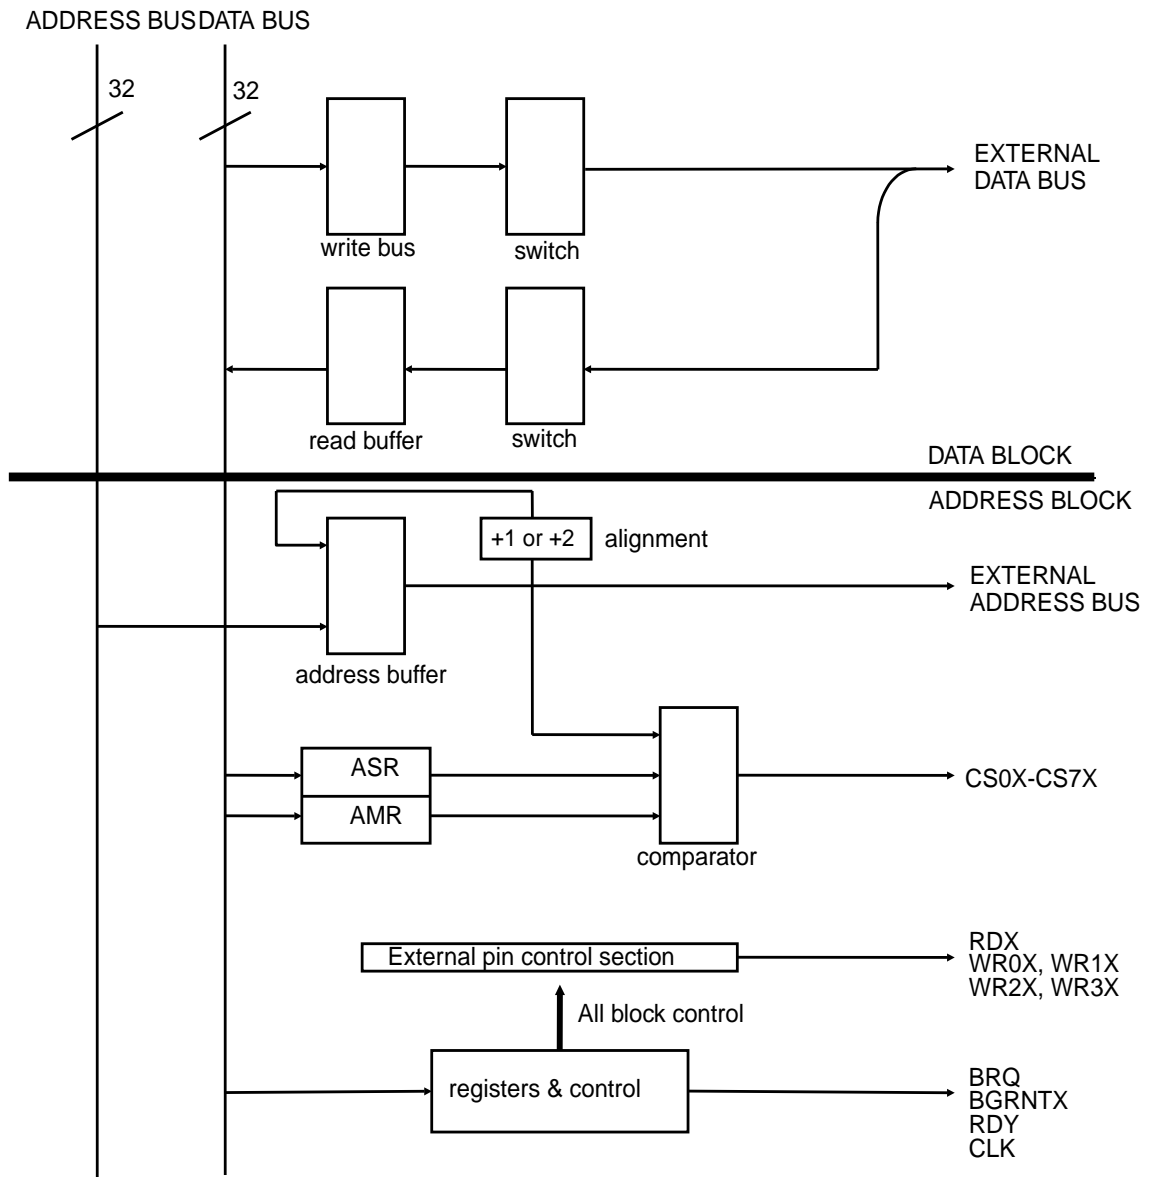 ADDRESS BUS DATA BUS
32
32
EXTERNAL
DATA BUS
write bus
switch
read buffer
switch
DATA BLOCK
ADDRESS BLOCK
+1 or +2
alignment
EXTERNAL
ADDRESS BUS
address buffer
ASR
AMR
CS0X-CS7X
comparator
External pin control section
RDX
WR0X, WR1X
WR2X, WR3X
All block control
registers & control
BRQ
BGRNTX
RDY
CLK